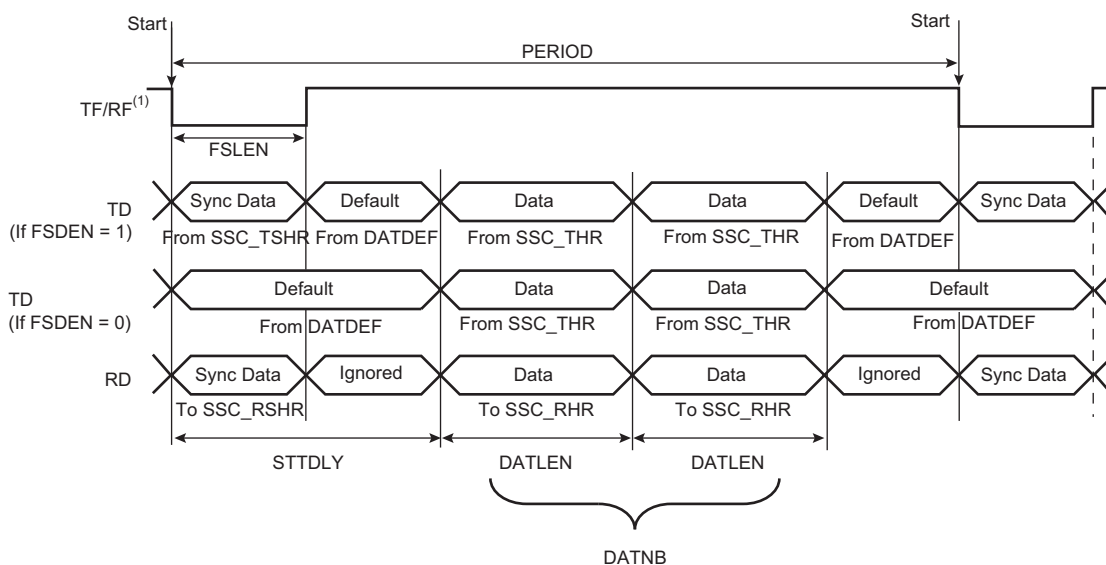 Start
Start
PERIOD
TF/RF(1)
FSLEN
TD
(If FSDEN = 1)
Sync Data
Default
Data
Data
Default
Sync Data
From SSC_TSHR
From DATDEF
From SSC_THR
From SSC_THR
From DATDEF
TD
(If FSDEN = 0)
Default
Data
Data
Default
From DATDEF
From SSC_THR
From SSC_THR
From DATDEF
RD
Sync Data
Ignored
Data
Data
Ignored
Sync Data
To SSC_RSHR
To SSC_RHR
To SSC_RHR
STTDLY
DATLEN
DATLEN
DATNB